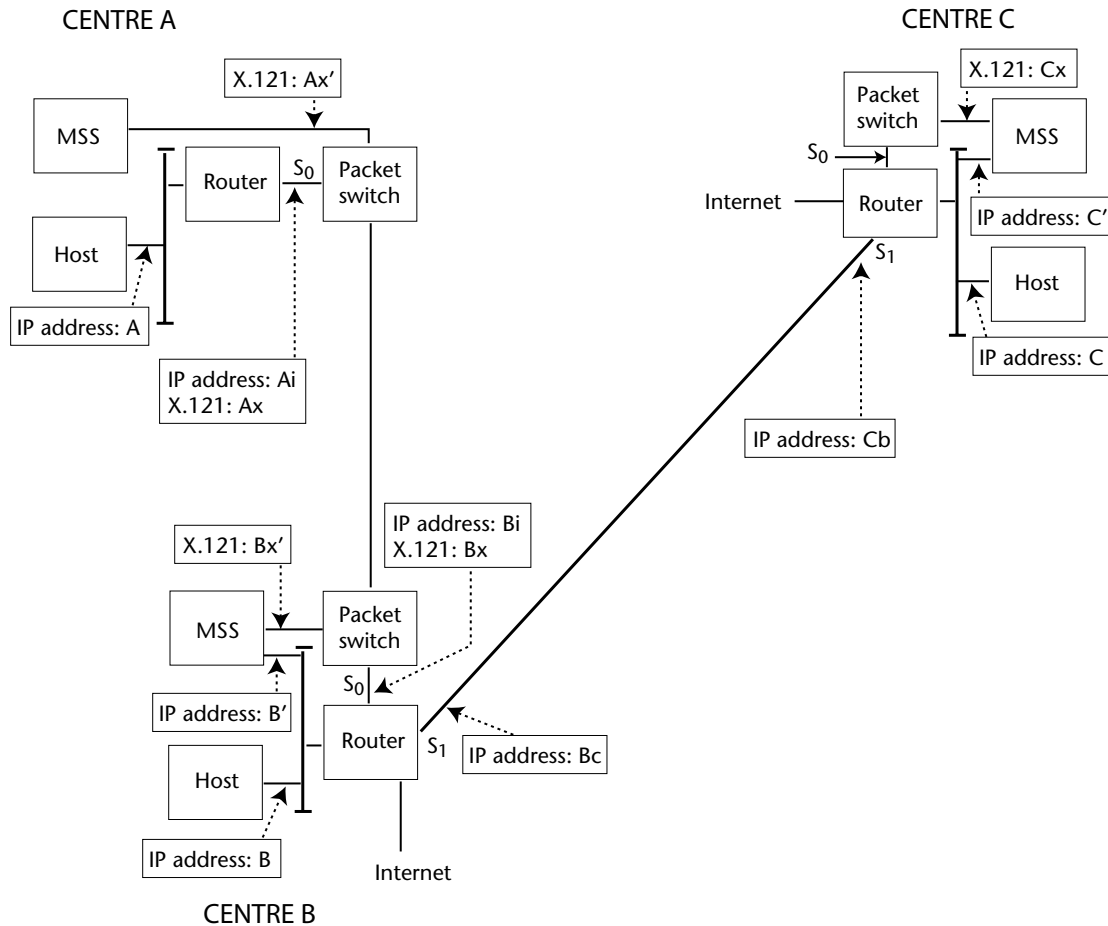 CENTRE A
X.121: Ax’
MSS
Router
S0
Packet
switch
Host
IP address: A
IP address: Ai
X.121: Ax
CENTRE C
X.121: Cx
Packet
switch
MSS
S0
Internet
Router
IP address: C’
S1
Host
IP address: C
IP address: Cb
IP address: Bi
X.121: Bx
X.121: Bx’
MSS
Packet
switch
S0
IP address: B’
Router
S1
IP address: Bc
Host
IP address: B
Internet
CENTRE B